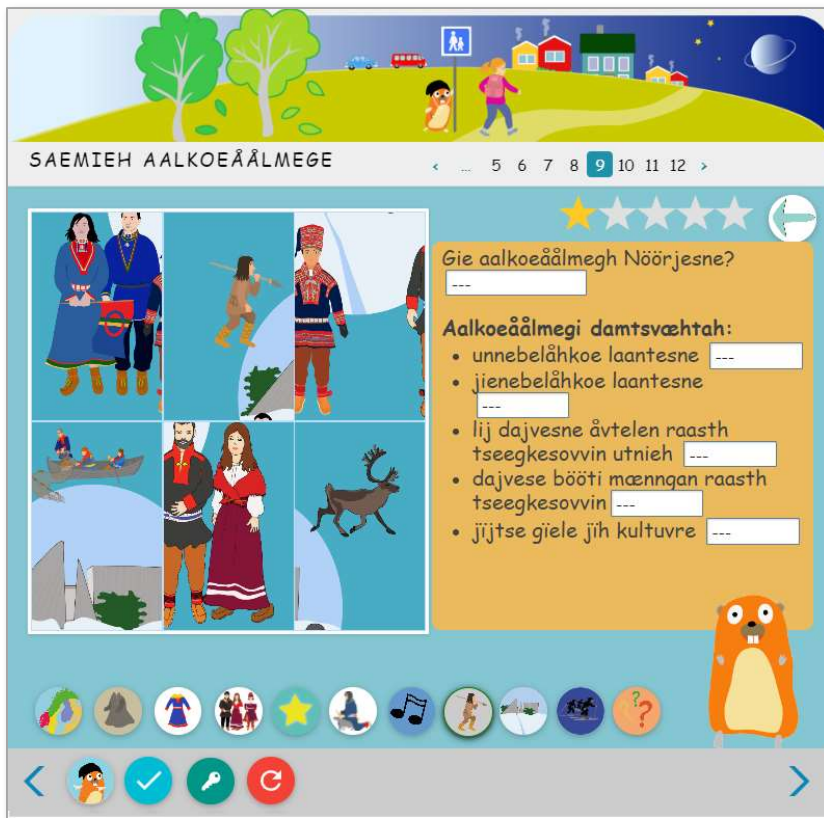 SAEMIEH AALKOEÅÅLMEGE
‹ ... 5 6 7 8 9 10 11 12 ›
Gie aalkoeåålmegh Nöörjesne?
---
Aalkoeåålmegi damtsvæhtah:
• unnebelåhkoe laantesne ---
• jienebelåhkoe laantesne
---
• lij dajvesne åvtelen raasth
tseegkesovvin utnieh ---
• dajvese bööti mænngan raasth
tseegkesovvin ---
• jïjtse gïele jïh kultuvre ---
???